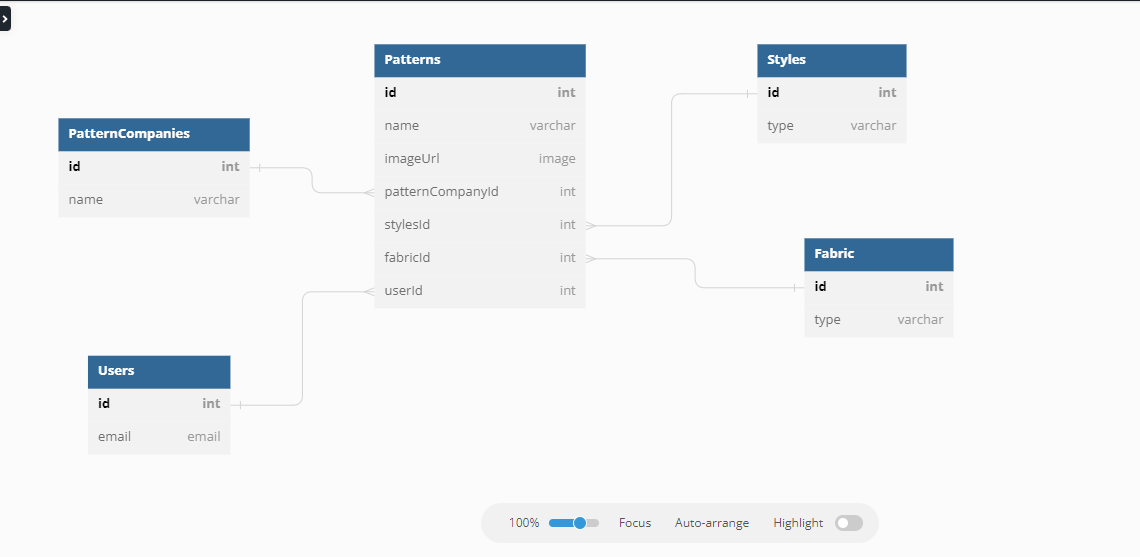 Patterns
id int
name varchar
imageUrl image
patternCompanyId int
stylesId int
fabricId int
userId int
Styles
id int
type varchar
PatternCompanies
id int
name varchar
Fabric
id int
type varchar
Users
id int
email email
100% Focus Auto-arrange Highlight